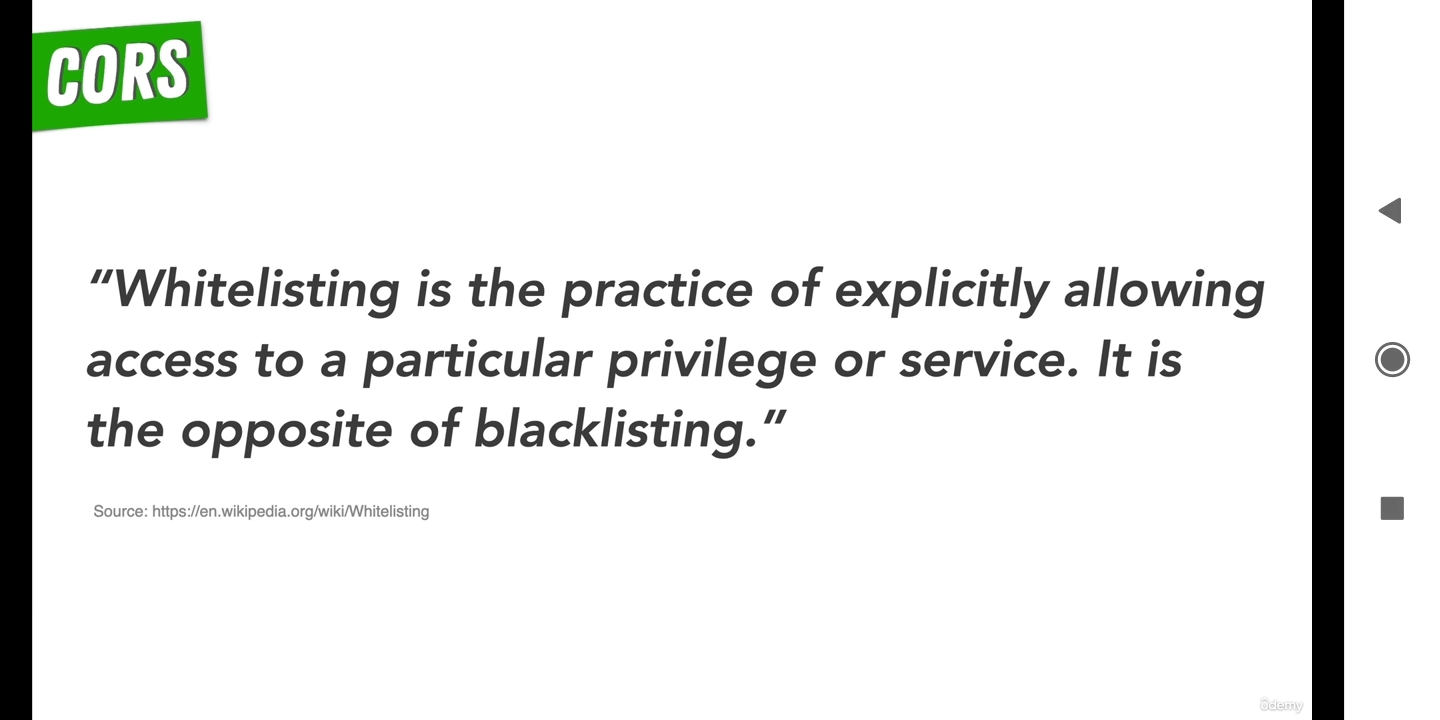 CORS
“Whitelisting is the practice of explicitly allowing
access to a particular privilege or service. It is
the opposite of blacklisting.”
Source: https://en.wikipedia.org/wiki/Whitelisting
ûdemy